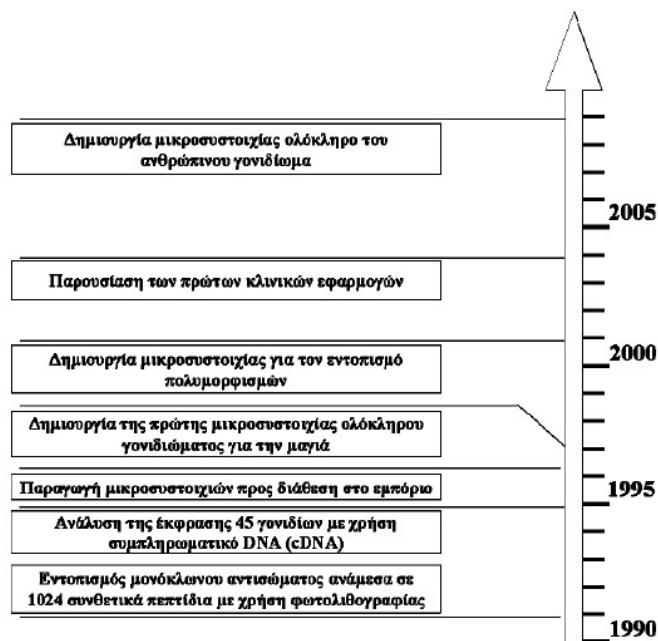 Δημιουργία μικροσυστοιχίας ολόκληρο του
ανθρώπινου γονιδίωμα
2005
Παρουσίαση των πρώτων κλινικών εφαρμογών
2000
Δημιουργία μικροσυστοιχίας για τον εντοπισμό
πολυμορφισμών
Δημιουργία της πρώτης μικροσυστοιχίας ολόκληρου
γονιδιώματος για την μαγιά
1995
Παραγωγή μικροσυστοιχιών προς διάθεση στο εμπόριο
Ανάλυση της έκφρασης 45 γονιδίων με χρήση
συμπληρωματικό DNA (cDNA)
Εντοπισμός μονόκλωνου αντισώματος ανάμεσα σε
1024 συνθετικά πεπτίδια με χρήση φωτολιθογραφίας
1990